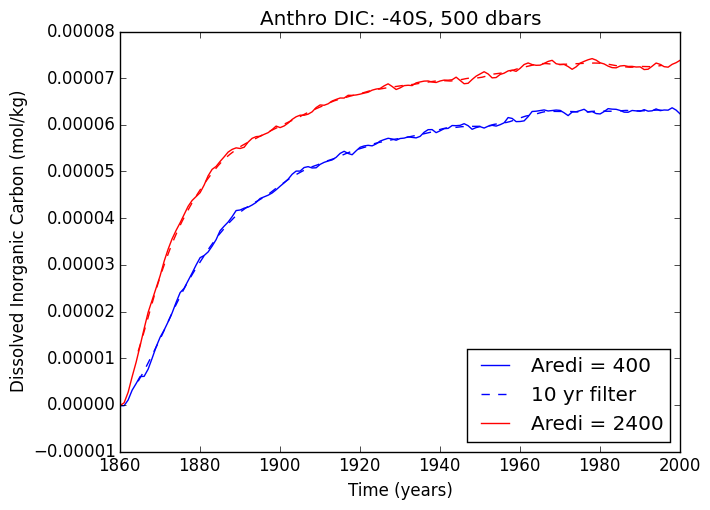 Anthro DIC: -40S, 500 dbars
Dissolved Inorganic Carbon (mol/kg)
0.00008
0.00007
0.00006
0.00005
0.00004
0.00003
0.00002
0.00001
0.00000
−0.00001
Aredi = 400
10 yr filter
Aredi = 2400
1860 1880 1900 1920 1940 1960 1980 2000
Time (years)